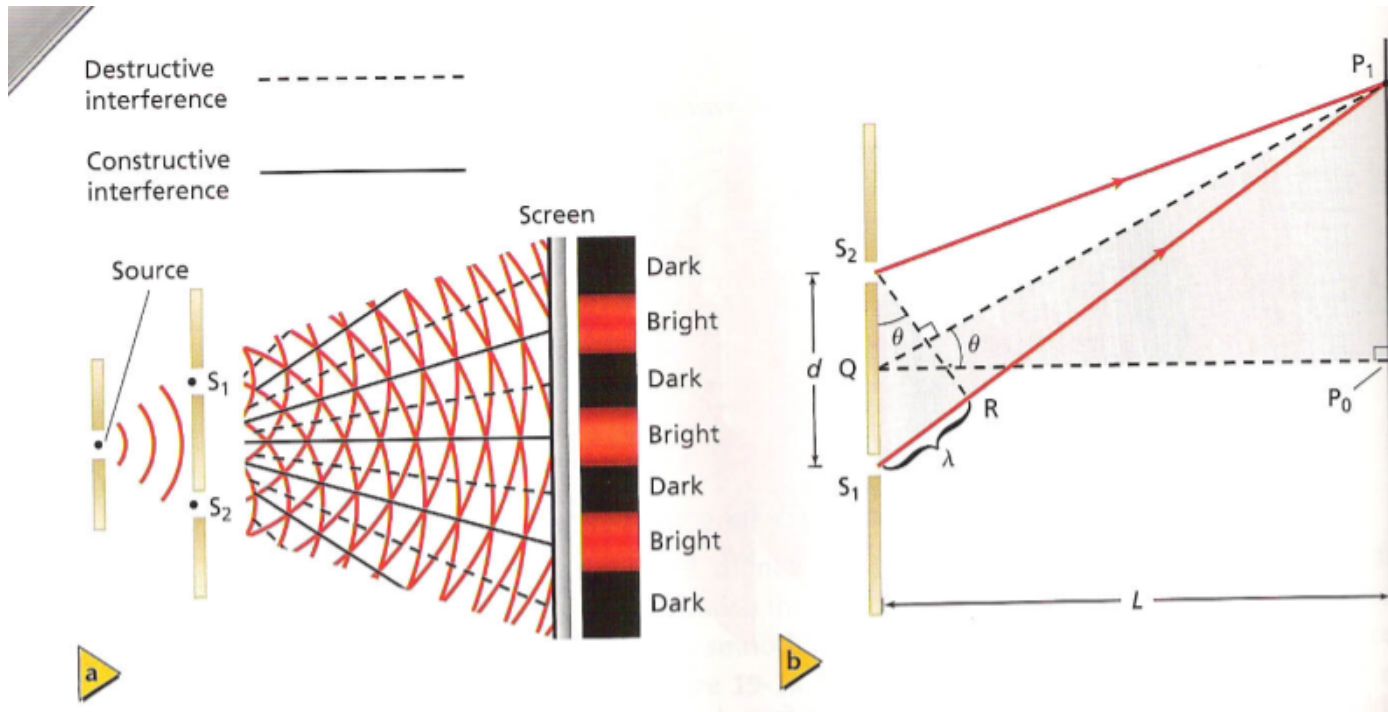 Destructive
interference
Constructive
interference
Screen
Source
Dark
Bright
S1
Dark
Bright
Dark
S2
Bright
Dark
a
P1
S2
θ
θ
d
Q
R
P0
λ
S1
L
b